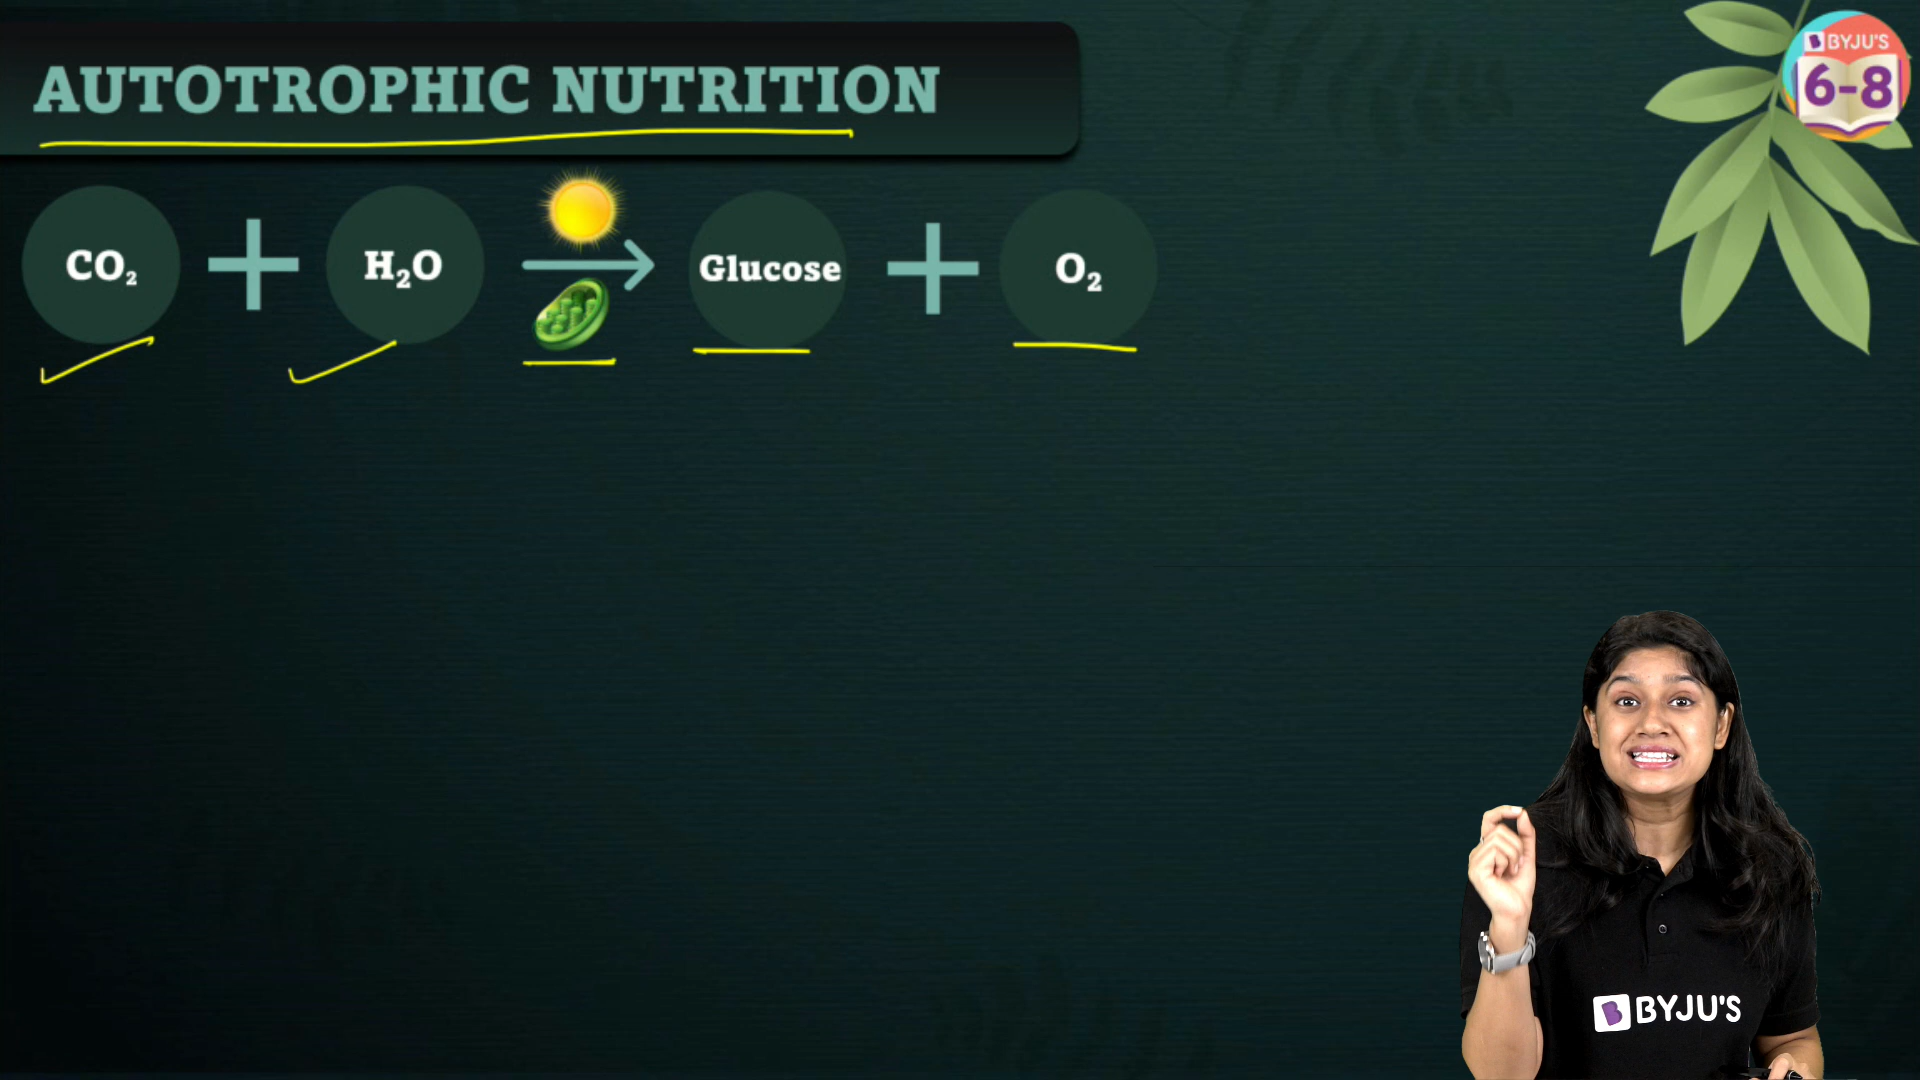 AUTOTROPHIC NUTRITION
BYJU'S
6-8
CO₂ + H₂O → Glucose + O₂
BYJU'S